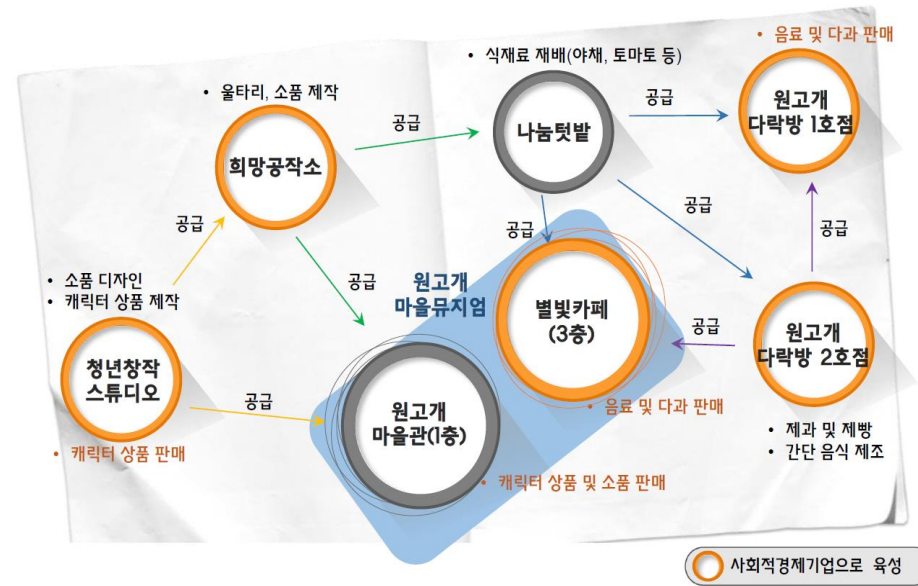 • 음료 및 다과 판매
• 식재료 재배(야채, 토마토 등)
• 울타리, 소품 제작
공급
원고개
다락방 1호점
공급
나눔텃밭
희망공작소
공급
공급
공급
공급
공급
• 소품 디자인
• 캐릭터 상품 제작
원고개
마을뮤지엄
공급
별빛카페
(3층)
공급
원고개
다락방 2호점
청년창작
스튜디오
공급
원고개
마을관(1층)
• 음료 및 다과 판매
• 제과 및 제빵
• 간단 음식 제조
• 캐릭터 상품 판매
• 캐릭터 상품 및 소품 판매
사회적경제기업으로 육성